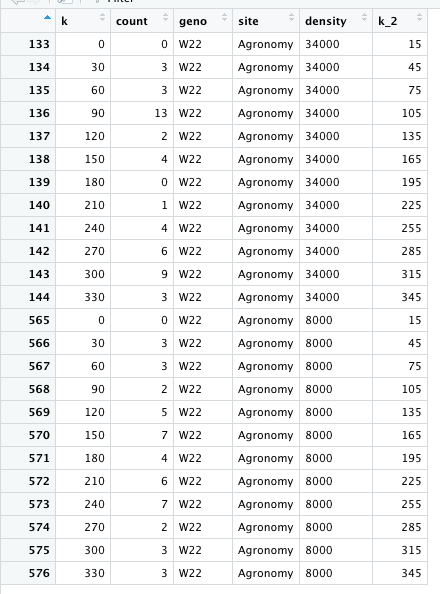 k count geno site density k_2
133 0 0 W22 Agronomy 34000 15
134 30 3 W22 Agronomy 34000 45
135 60 3 W22 Agronomy 34000 75
136 90 13 W22 Agronomy 34000 105
137 120 2 W22 Agronomy 34000 135
138 150 4 W22 Agronomy 34000 165
139 180 0 W22 Agronomy 34000 195
140 210 1 W22 Agronomy 34000 225
141 240 4 W22 Agronomy 34000 255
142 270 6 W22 Agronomy 34000 285
143 300 9 W22 Agronomy 34000 315
144 330 3 W22 Agronomy 34000 345
565 0 0 W22 Agronomy 8000 15
566 30 3 W22 Agronomy 8000 45
567 60 3 W22 Agronomy 8000 75
568 90 2 W22 Agronomy 8000 105
569 120 5 W22 Agronomy 8000 135
570 150 7 W22 Agronomy 8000 165
571 180 4 W22 Agronomy 8000 195
572 210 6 W22 Agronomy 8000 225
573 240 7 W22 Agronomy 8000 255
574 270 2 W22 Agronomy 8000 285
575 300 3 W22 Agronomy 8000 315
576 330 3 W22 Agronomy 8000 345